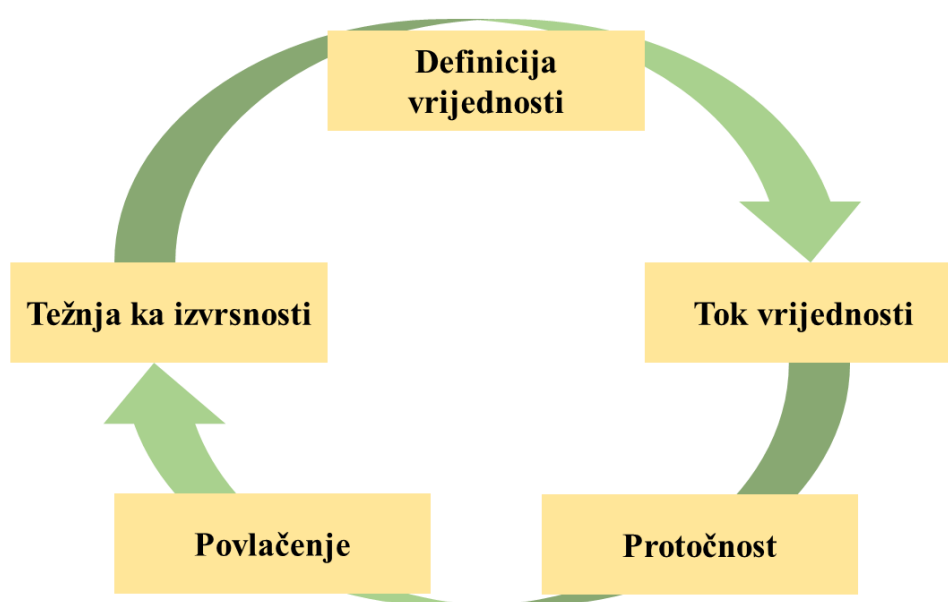 Definicija
vrijednosti
Težnja ka izvrsnosti
Tok vrijednosti
Povlačenje
Protočnost